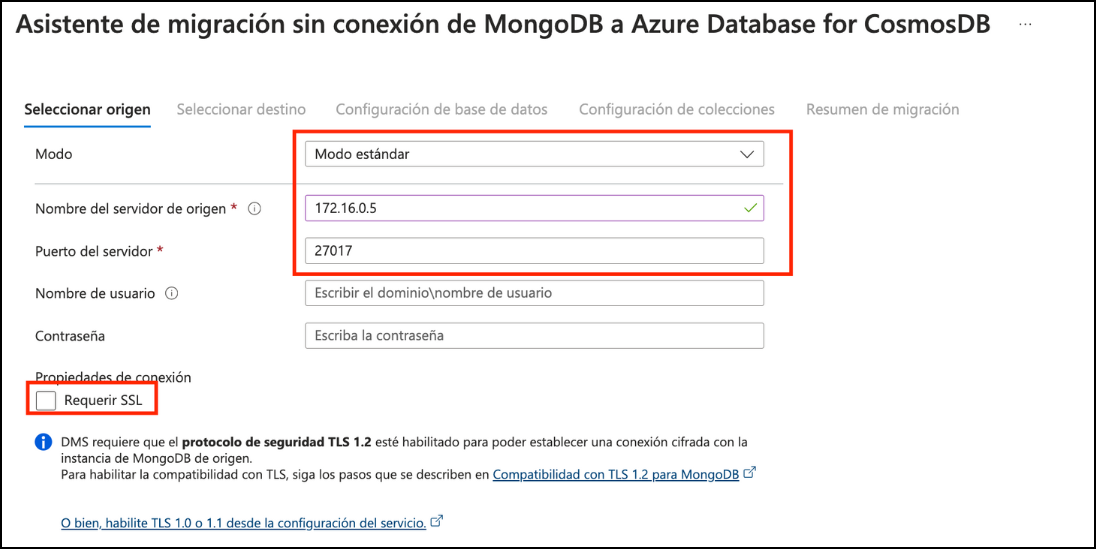 Asistente de migración sin conexión de MongoDB a Azure Database for CosmosDB ...
Seleccionar origen Seleccionar destino Configuración de base de datos Configuración de colecciones Resumen de migración
Modo Modo estándar
Nombre del servidor de origen * 172.16.0.5
Puerto del servidor * 27017
Nombre de usuario Escribir el dominio\nombre de usuario
Contraseña Escriba la contraseña
Propiedades de conexión
Requerir SSL
DMS requiere que el protocolo de seguridad TLS 1.2 esté habilitado para poder establecer una conexión cifrada con la
instancia de MongoDB de origen.
Para habilitar la compatibilidad con TLS, siga los pasos que se describen en Compatibilidad con TLS 1.2 para MongoDB
O bien, habilite TLS 1.0 o 1.1 desde la configuración del servicio.